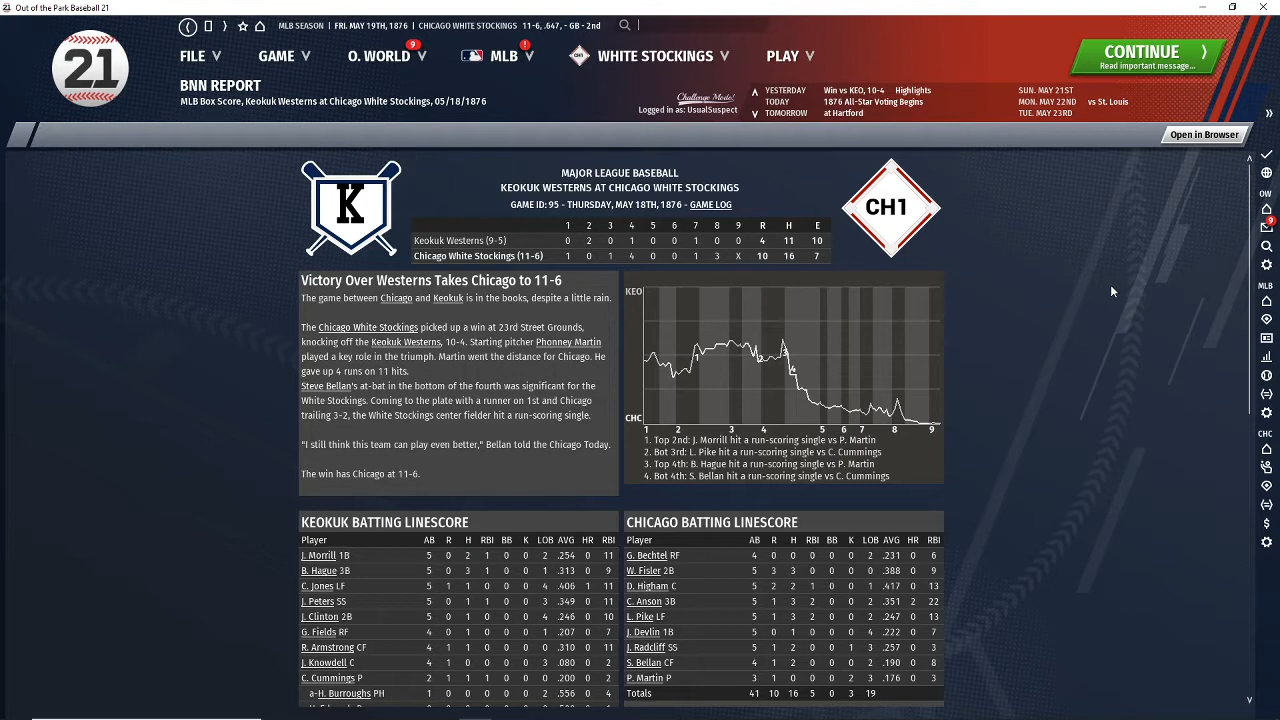 Out of the Park Baseball 21
MLB SEASON | FRI. MAY 19TH, 1876 | CHICAGO WHITE STOCKINGS 11-6, .647, - GB - 2nd
21
FILE GAME O. WORLD 9 MLB ! CH1 WHITE STOCKINGS PLAY
CONTINUE
Read important message...
BNN REPORT
MLB Box Score, Keokuk Westerns at Chicago White Stockings, 05/18/1876
Challenge Mode!
Logged in as: UsualSuspect
YESTERDAY Win vs KEO, 10-4 Highlights SUN. MAY 21ST
TODAY 1876 All-Star Voting Begins MON. MAY 22ND vs St. Louis
TOMORROW at Hartford TUE. MAY 23RD
Open in Browser
K
MAJOR LEAGUE BASEBALL
KEOKUK WESTERNS AT CHICAGO WHITE STOCKINGS
GAME ID: 95 - THURSDAY, MAY 18TH, 1876 - GAME LOG
CH1
1 2 3 4 5 6 7 8 9 R H E
Keokuk Westerns (9-5) 0 2 0 1 0 0 1 0 0 4 11 10
Chicago White Stockings (11-6) 1 0 1 4 0 0 1 3 X 10 16 7
Victory Over Westerns Takes Chicago to 11-6
The game between Chicago and Keokuk is in the books, despite a little rain.
The Chicago White Stockings picked up a win at 23rd Street Grounds,
knocking off the Keokuk Westerns, 10-4. Starting pitcher Phonney Martin
played a key role in the triumph. Martin went the distance for Chicago. He
gave up 4 runs on 11 hits.
Steve Bellan's at-bat in the bottom of the fourth was significant for the
White Stockings. Coming to the plate with a runner on 1st and Chicago
trailing 3-2, the White Stockings center fielder hit a run-scoring single.
"I still think this team can play even better," Bellan told the Chicago Today.
The win has Chicago at 11-6.
KEO
1 2 3 4
CHC
1 2 3 4 5 6 7 8 9
1. Top 2nd: J. Morrill hit a run-scoring single vs P. Martin
2. Bot 3rd: L. Pike hit a run-scoring single vs C. Cummings
3. Top 4th: B. Hague hit a run-scoring single vs P. Martin
4. Bot 4th: S. Bellan hit a run-scoring single vs C. Cummings
KEOKUK BATTING LINESCORE
Player AB R H RBI BB K LOB AVG HR RBI
J. Morrill 1B 5 0 2 1 0 0 2 .254 0 11
B. Hague 3B 5 0 3 1 0 0 1 .313 0 9
C. Jones LF 5 1 1 0 0 0 4 .406 1 11
J. Peters SS 5 0 1 1 0 0 3 .349 0 11
J. Clinton 2B 5 0 1 0 0 0 4 .246 0 10
G. Fields RF 4 0 1 0 0 0 1 .207 0 7
R. Armstrong CF 4 1 1 0 0 0 0 .310 0 11
J. Knowdell C 4 1 0 0 0 0 3 .080 0 2
C. Cummings P 2 1 1 1 0 0 0 .200 0 2
a-H. Burroughs PH 1 0 0 0 0 0 2 .556 0 4
CHICAGO BATTING LINESCORE
Player AB R H RBI BB K LOB AVG HR RBI
G. Bechtel RF 4 0 0 0 0 0 2 .231 0 6
W. Fisler 2B 5 3 3 0 0 0 0 .388 0 9
D. Higham C 5 2 2 1 0 0 1 .417 0 13
C. Anson 3B 5 1 3 2 0 0 2 .351 2 22
L. Pike LF 5 1 3 2 0 0 2 .247 0 13
J. Devlin 1B 5 0 1 0 0 0 4 .222 0 7
J. Radcliff SS 5 1 2 0 0 1 3 .257 0 3
S. Bellan CF 4 1 2 0 0 0 2 .190 0 8
P. Martin P 3 1 0 0 0 2 3 .176 0 3
Totals 41 10 16 5 0 3 19
OW
9
MLB
CHC
$